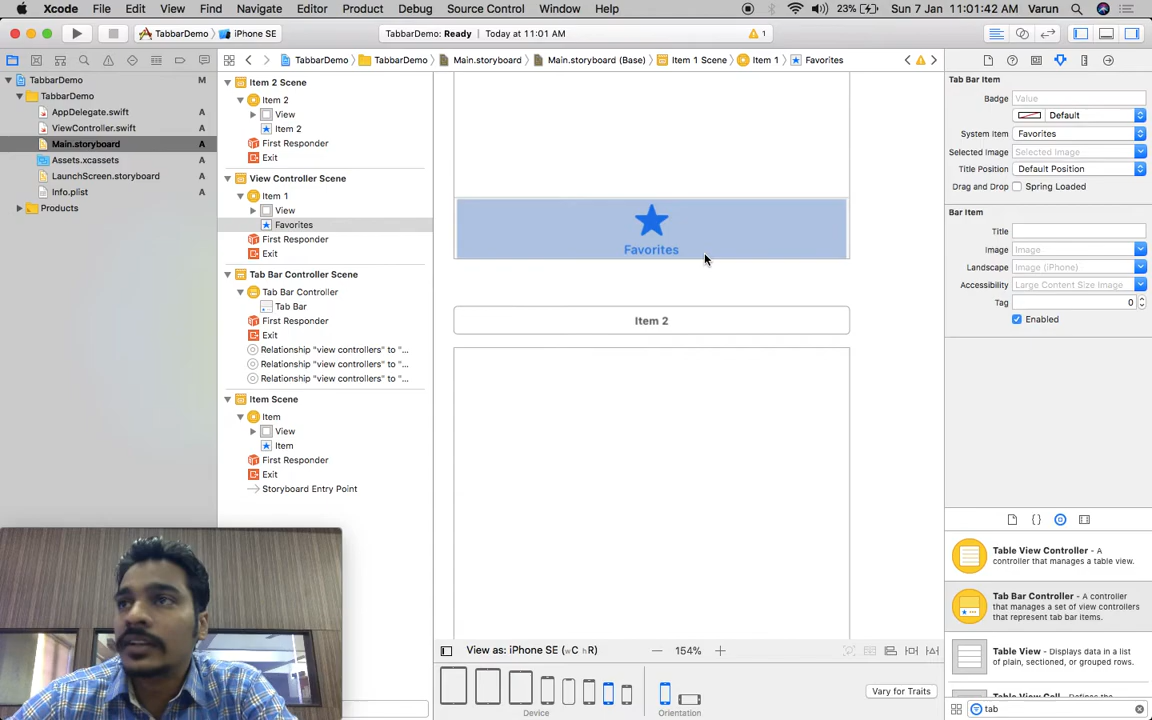 Xcode File Edit View Find Navigate Editor Product Debug Source Control Window Help 23% Sun 7 Jan 11:01:42 AM Varun
TabbarDemo iPhone SE TabbarDemo: Ready Today at 11:01 AM 1
TabbarDemo TabbarDemo Main.storyboard Main.storyboard (Base) Item 1 Scene Item 1 Favorites
TabbarDemo M
TabbarDemo
AppDelegate.swift A
ViewController.swift A
Main.storyboard A
Assets.xcassets A
LaunchScreen.storyboard A
Info.plist A
Products
Item 2 Scene
Item 2
View
Item 2
First Responder
Exit
View Controller Scene
Item 1
View
Favorites
First Responder
Exit
Tab Bar Controller Scene
Tab Bar Controller
Tab Bar
First Responder
Exit
Relationship "view controllers" to "...
Relationship "view controllers" to "...
Relationship "view controllers" to "...
Item Scene
Item
View
Item
First Responder
Exit
Storyboard Entry Point
Favorites
Item 2
View as: iPhone SE (wC hR) 154%
Device
Orientation
Vary for Traits
Tab Bar Item
Badge Value
Default
System Item Favorites
Selected Image Selected Image
Title Position Default Position
Drag and Drop Spring Loaded
Bar Item
Title
Image Image
Landscape Image (iPhone)
Accessibility Large Content Size Image
Tag 0
Enabled
Table View Controller - A
controller that manages a table view.
Tab Bar Controller - A controller
that manages a set of view controllers
that represent tab bar items.
Table View - Displays data in a list
of plain, sectioned, or grouped rows.
tab